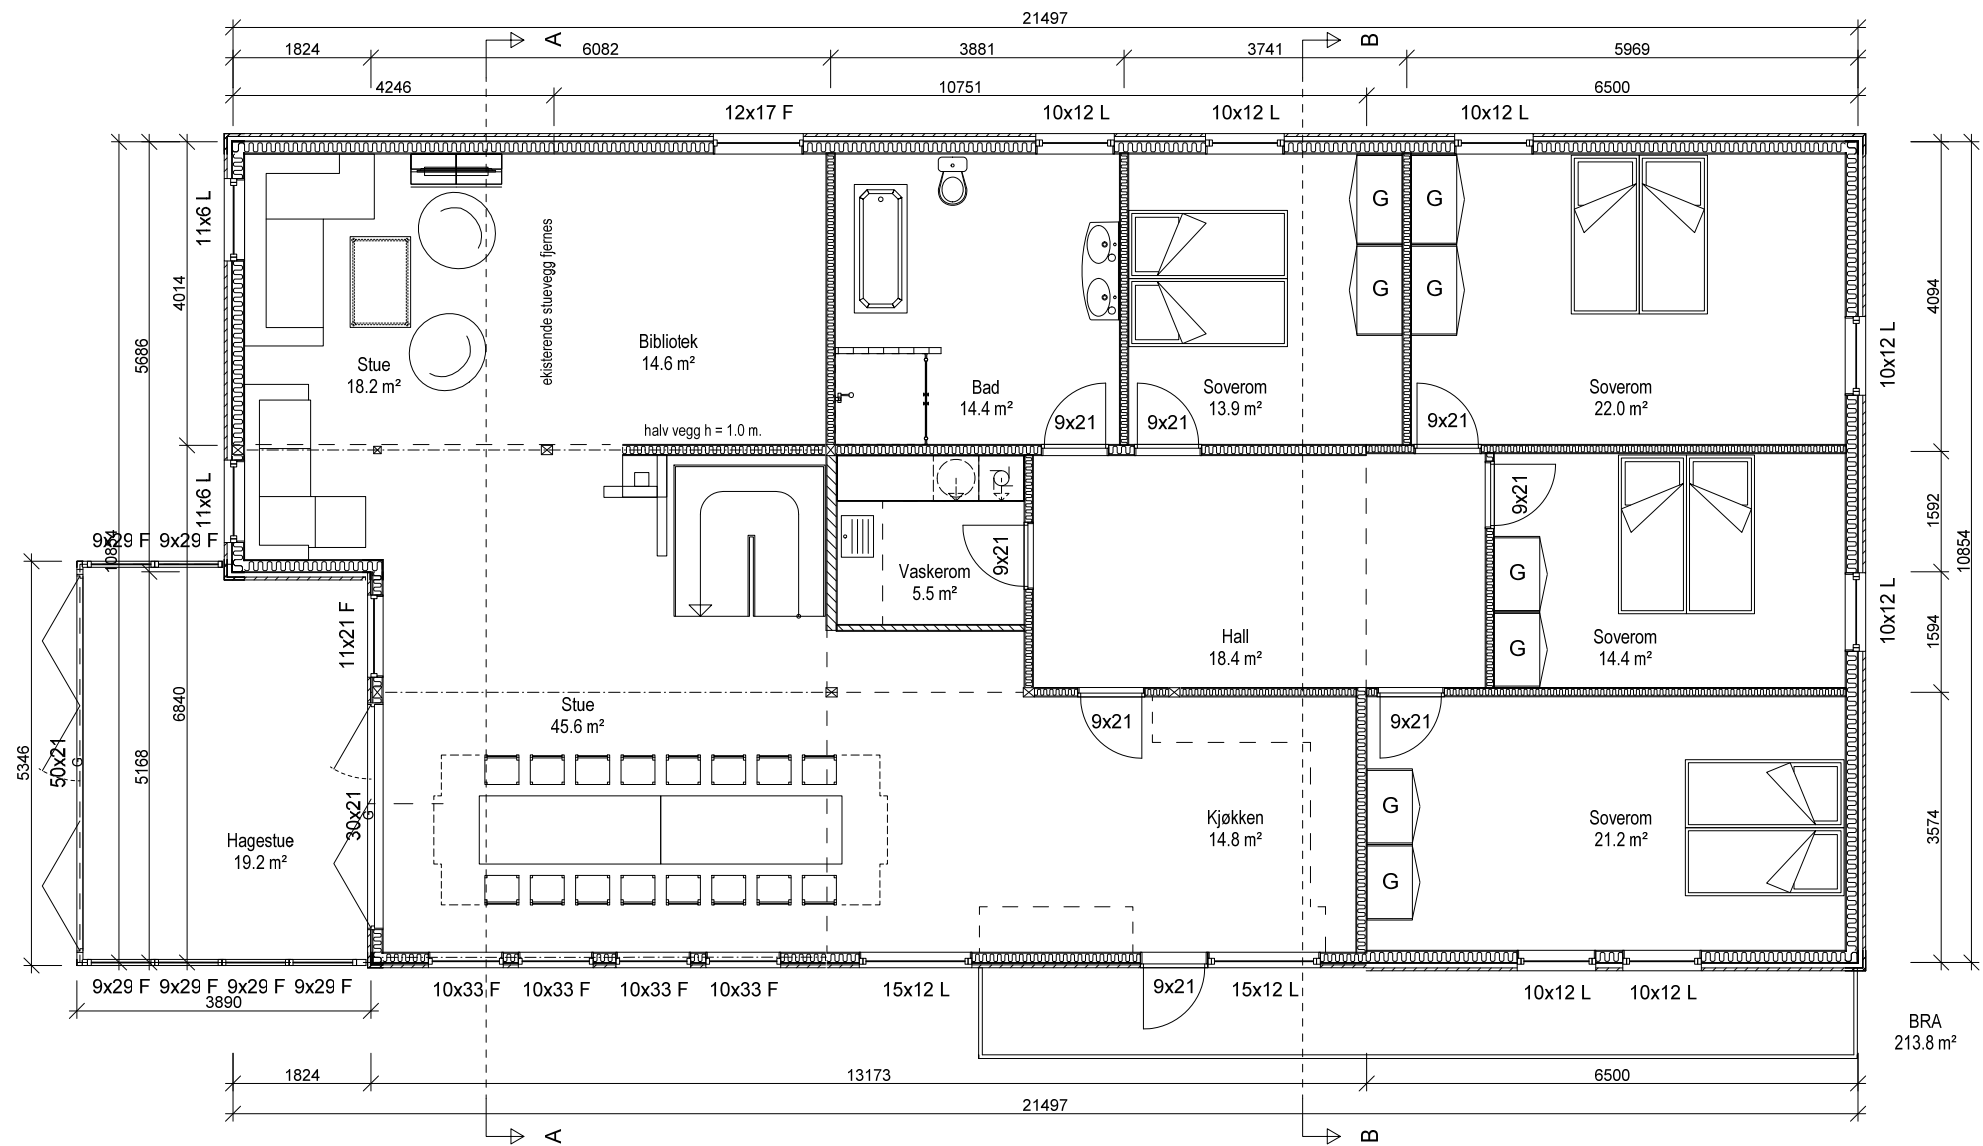 21497
A
B
1824
6082
3881
3741
5969
4246
10751
6500
12x17 F
10x12 L
10x12 L
10x12 L
11x6 L
4014
5686
10854
ekisterende stuevegg fjernes
Stue
18.2 m²
Bibliotek
14.6 m²
halv vegg h = 1.0 m.
Bad
14.4 m²
9x21
Soverom
13.9 m²
9x21
G
G
G
G
Soverom
22.0 m²
9x21
10x12 L
4094
1592
10854
1594
3574
11x6 L
9x29 F
9x29 F
11x21 F
Vaskerom
5.5 m²
9x21
Hall
18.4 m²
9x21
G
G
Soverom
14.4 m²
10x12 L
5346
50x21
G
5168
6840
Hagestue
19.2 m²
30x21
G
Stue
45.6 m²
9x21
Kjøkken
14.8 m²
9x21
G
G
Soverom
21.2 m²
9x29 F
9x29 F
9x29 F
9x29 F
3890
10x33 F
10x33 F
10x33 F
10x33 F
15x12 L
9x21
15x12 L
10x12 L
10x12 L
BRA
213.8 m²
1824
13173
6500
21497
A
B